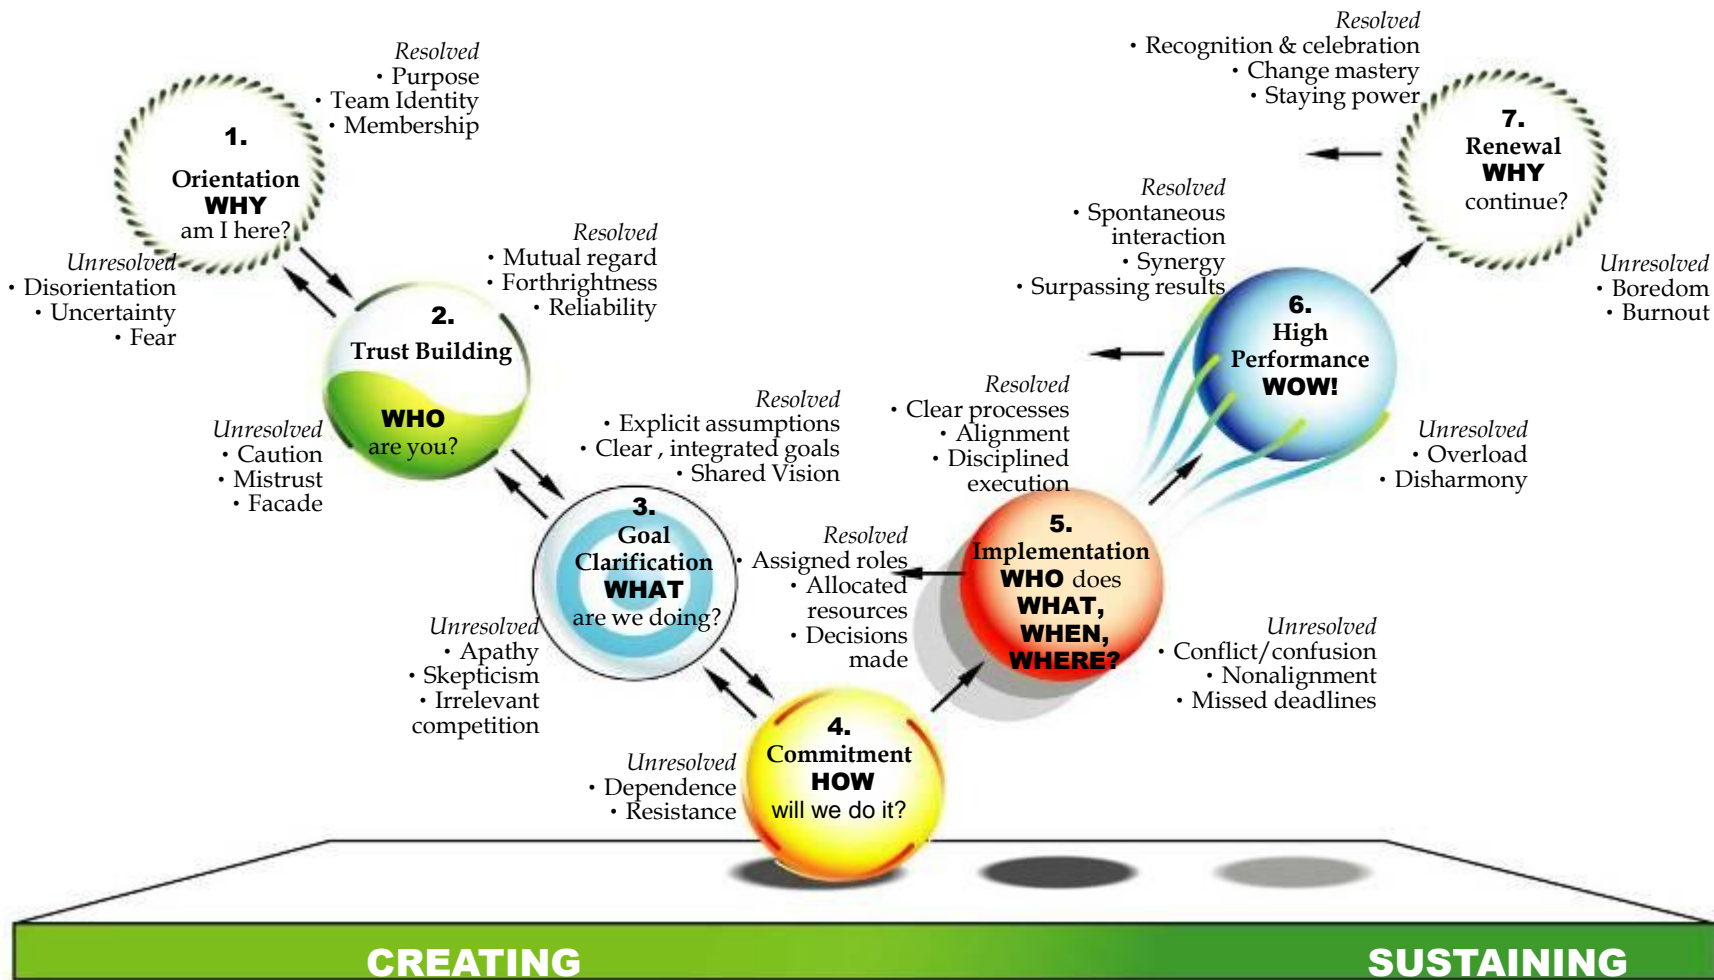 Resolved
• Purpose
• Team Identity
• Membership
1.
Orientation
WHY
am I here?
Unresolved
• Disorientation
• Uncertainty
• Fear
Resolved
• Mutual regard
• Forthrightness
• Reliability
2.
Trust Building
WHO
are you?
Unresolved
• Caution
• Mistrust
• Facade
Resolved
• Explicit assumptions
• Clear , integrated goals
• Shared Vision
3.
Goal
Clarification
WHAT
are we doing?
Unresolved
• Apathy
• Skepticism
• Irrelevant
competition
Resolved
• Assigned roles
• Allocated
resources
• Decisions
made
4.
Commitment
HOW
will we do it?
Unresolved
• Dependence
• Resistance
Resolved
• Clear processes
• Alignment
• Disciplined
execution
5.
Implementation
WHO does
WHAT,
WHEN,
WHERE?
Unresolved
• Conflict/confusion
• Nonalignment
• Missed deadlines
Resolved
• Spontaneous
interaction
• Synergy
• Surpassing results
6.
High
Performance
WOW!
Unresolved
• Overload
• Disharmony
Resolved
• Recognition & celebration
• Change mastery
• Staying power
7.
Renewal
WHY
continue?
Unresolved
• Boredom
• Burnout
CREATING
SUSTAINING